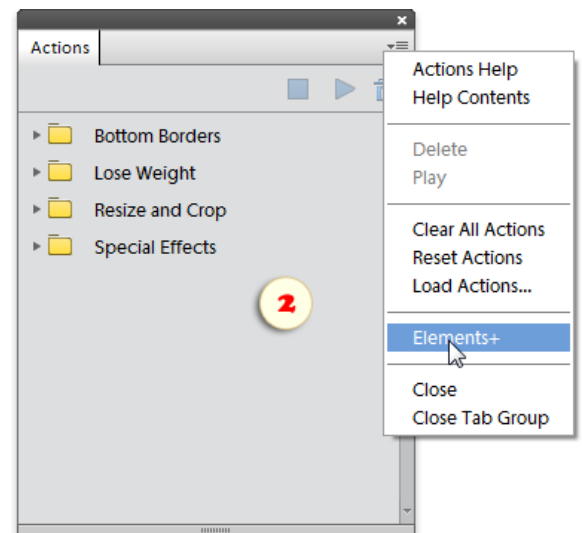 Actions
Actions Help
Help Contents
Delete
Play
Clear All Actions
Reset Actions
Load Actions...
Elements+
Close
Close Tab Group
Bottom Borders
Lose Weight
Resize and Crop
Special Effects
2